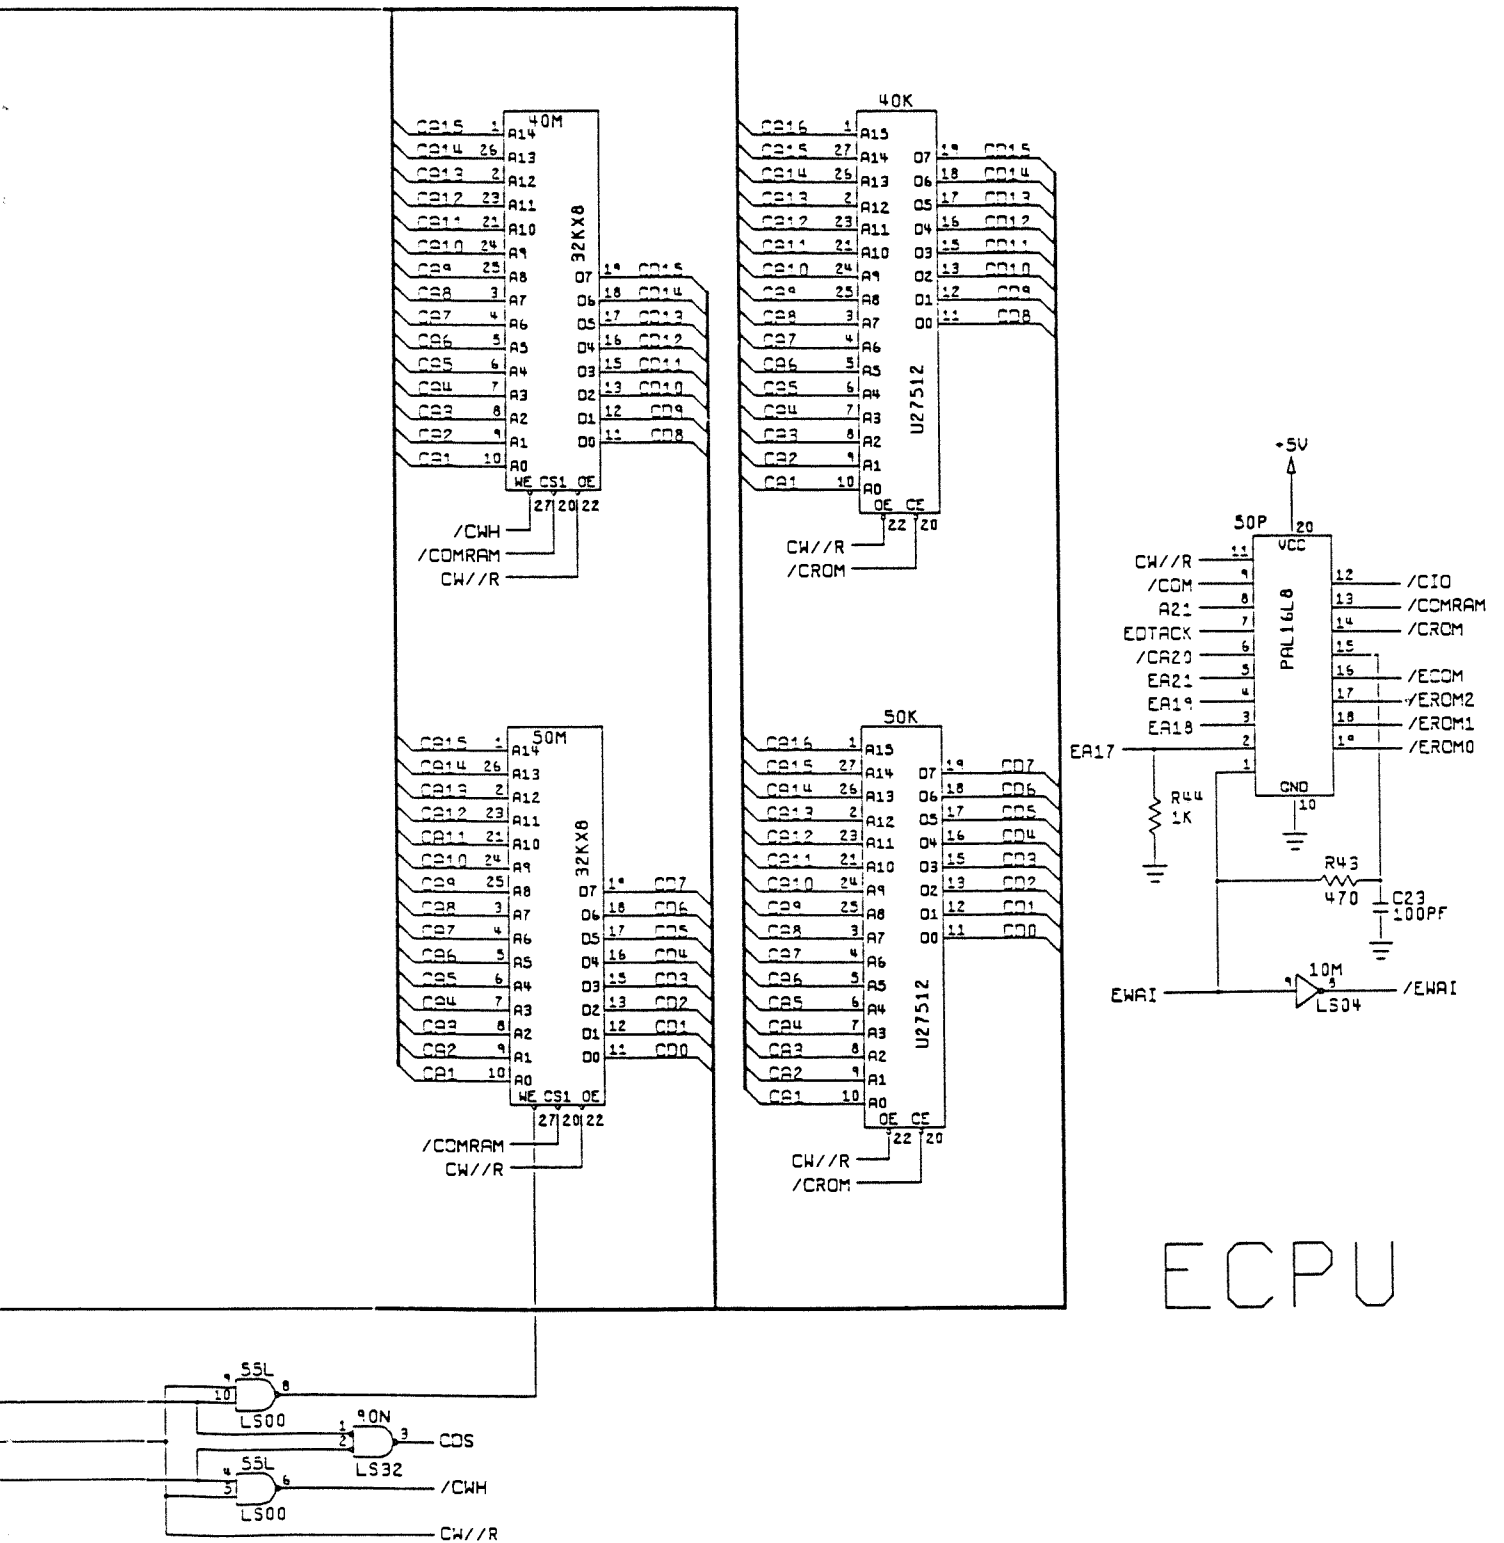 40M
CA15 1 A14
CA14 26 A13
CA13 2 A12
CA12 23 A11
CA11 21 A10
CA10 24 A9
CA9 25 A8
CA8 3 A7
CA7 4 A6
CA6 5 A5
CA5 6 A4
CA4 7 A3
CA3 8 A2
CA2 9 A1
CA1 10 A0
32KX8
D7 19 CD15
D6 18 CD14
D5 17 CD13
D4 16 CD12
D3 15 CD11
D2 13 CD10
D1 12 CD9
D0 11 CD8
WE CS1 OE
27 20 22
/CWH
/COMRAM
CW//R
40K
CA16 1 A15
CA15 27 A14
CA14 26 A13
CA13 2 A12
CA12 23 A11
CA11 21 A10
CA10 24 A9
CA9 25 A8
CA8 3 A7
CA7 4 A6
CA6 5 A5
CA5 6 A4
CA4 7 A3
CA3 8 A2
CA2 9 A1
CA1 10 A0
U27512
D7 19 CD15
D6 18 CD14
D5 17 CD13
D4 16 CD12
D3 15 CD11
D2 13 CD10
D1 12 CD9
D0 11 CD8
OE CE
22 20
CW//R
/CROM
+5V
50P 20
VCC
CW//R 11
/COM 9
A21 8
EDTACK 7
/CA20 6
EA21 5
EA19 4
EA18 3
EA17 2
1
PAL16L8
12 /CIO
13 /COMRAM
14 /CROM
15
16 /ECOM
17 /EROM2
18 /EROM1
19 /EROM0
GND
10
R44
1K
R43
470
C23
100PF
EWAI
9 10M 8
LS04
/EWAI
50M
CA15 1 A14
CA14 26 A13
CA13 2 A12
CA12 23 A11
CA11 21 A10
CA10 24 A9
CA9 25 A8
CA8 3 A7
CA7 4 A6
CA6 5 A5
CA5 6 A4
CA4 7 A3
CA3 8 A2
CA2 9 A1
CA1 10 A0
32KX8
D7 19 CD7
D6 18 CD6
D5 17 CD5
D4 16 CD4
D3 15 CD3
D2 13 CD2
D1 12 CD1
D0 11 CD0
WE CS1 OE
27 20 22
/COMRAM
CW//R
50K
CA16 1 A15
CA15 27 A14
CA14 26 A13
CA13 2 A12
CA12 23 A11
CA11 21 A10
CA10 24 A9
CA9 25 A8
CA8 3 A7
CA7 4 A6
CA6 5 A5
CA5 6 A4
CA4 7 A3
CA3 8 A2
CA2 9 A1
CA1 10 A0
U27512
D7 19 CD7
D6 18 CD6
D5 17 CD5
D4 16 CD4
D3 15 CD3
D2 13 CD2
D1 12 CD1
D0 11 CD0
OE CE
22 20
CW//R
/CROM
ECPU
55L
9 8
10
LS00
90N
1 3 CDS
2
LS32
55L
4 6 /CWH
5
LS00
CW//R